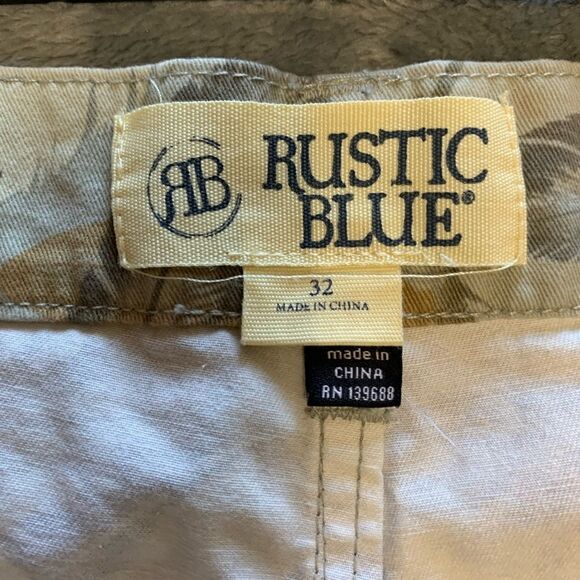 RB
RUSTIC
BLUE®
32
MADE IN CHINA
made in
CHINA
RN 139688